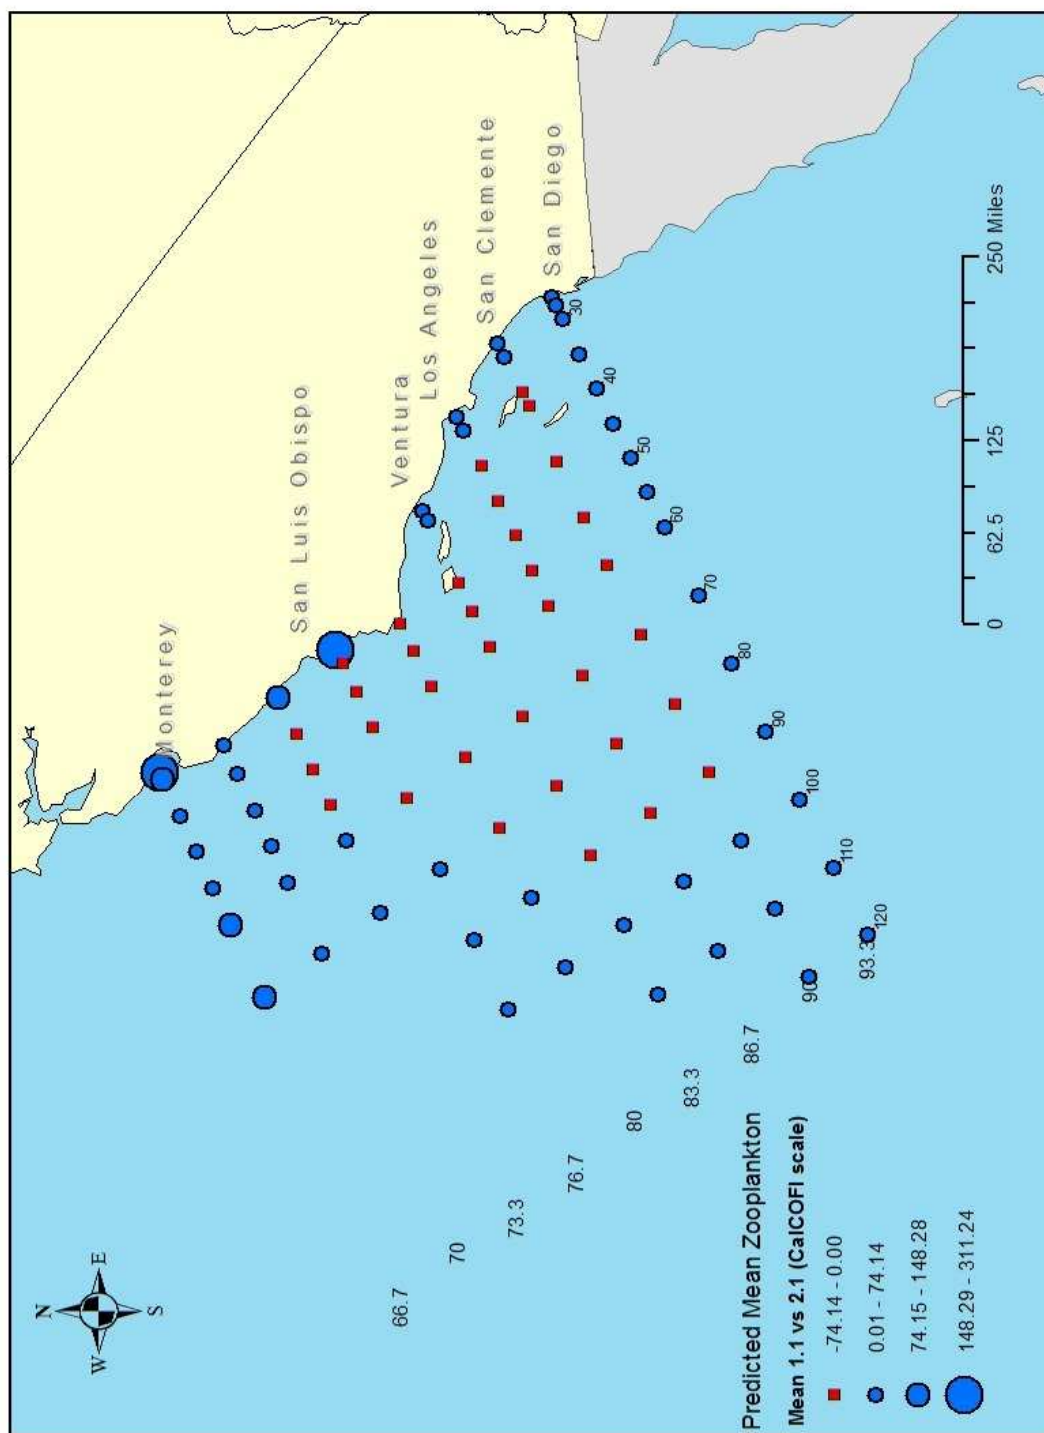 Monterey
San Luis Obispo
Ventura
Los Angeles
San Clemente
San Diego
30
40
50
60
70
80
90
100
110
120
93.3
90
86.7
83.3
80
76.7
73.3
70
66.7
N
W
E
S
Predicted Mean Zooplankton
Mean 1.1 vs 2.1 (CalCOFI scale)
-74.14 - 0.00
0.01 - 74.14
74.15 - 148.28
148.29 - 311.24
0 62.5 125 250 Miles